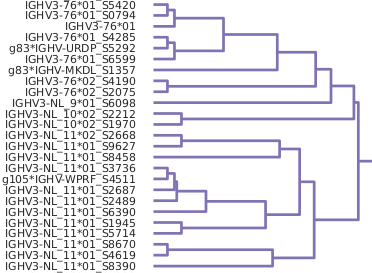 IGHV3-76*01_S5420
IGHV3-76*01_S0794
IGHV3-76*01
IGHV3-76*01_S4285
g83*IGHV-URDP_S5292
IGHV3-76*01_S6599
g83*IGHV-MKDL_S1357
IGHV3-76*02_S4190
IGHV3-76*02_S2075
IGHV3-NL_9*01_S6098
IGHV3-NL_10*02_S2212
IGHV3-NL_10*02_S1970
IGHV3-NL_11*02_S2668
IGHV3-NL_11*01_S9627
IGHV3-NL_11*01_S8458
IGHV3-NL_11*01_S3736
g105*IGHV-WPRF_S4511
IGHV3-NL_11*01_S2687
IGHV3-NL_11*01_S2489
IGHV3-NL_11*01_S6390
IGHV3-NL_11*01_S1945
IGHV3-NL_11*01_S5714
IGHV3-NL_11*01_S8670
IGHV3-NL_11*01_S4619
IGHV3-NL_11*01_S8390